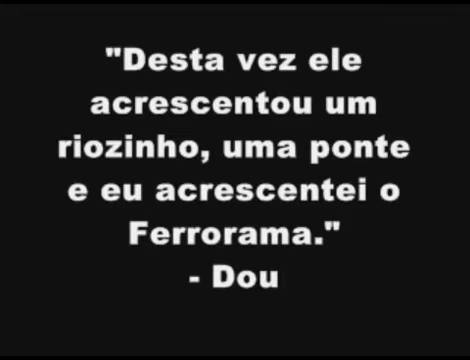 "Desta vez ele
acrescentou um
riozinho, uma ponte
e eu acrescentei o
Ferrorama."
- Dou